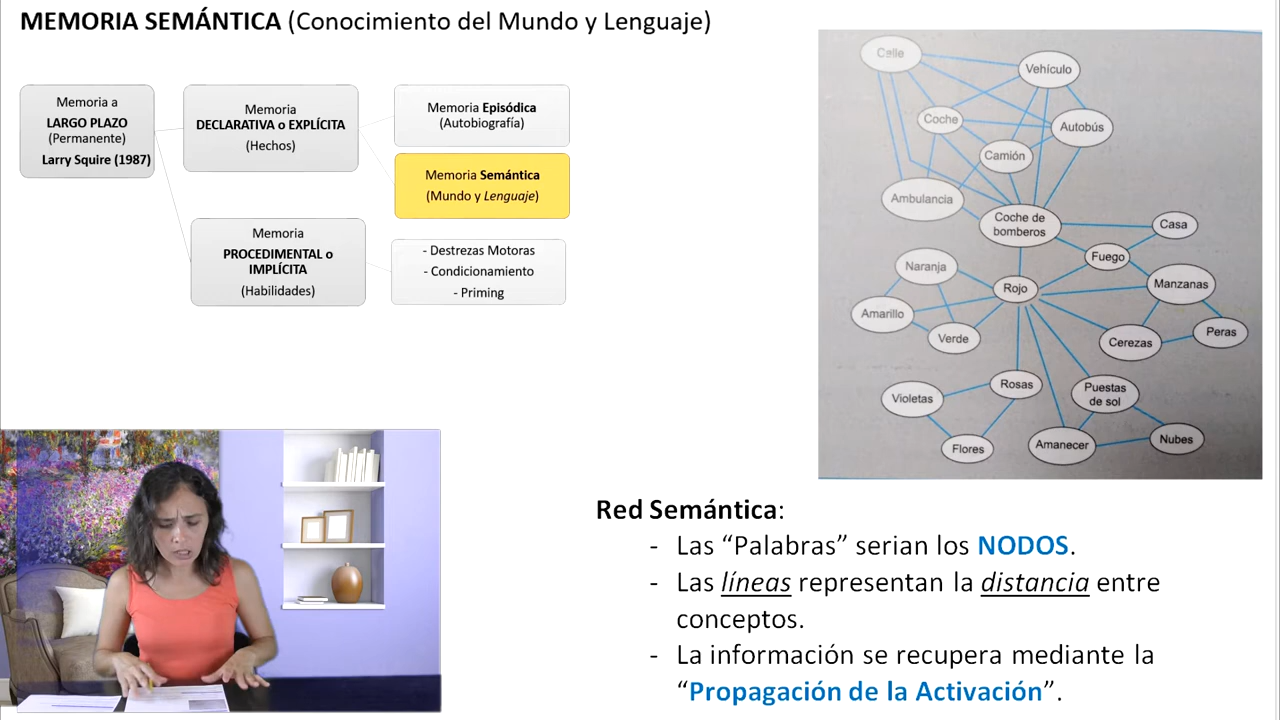 MEMORIA SEMÁNTICA (Conocimiento del Mundo y Lenguaje)
Memoria a
LARGO PLAZO
(Permanente)
Larry Squire (1987)
Memoria
DECLARATIVA o EXPLÍCITA
(Hechos)
Memoria Episódica
(Autobiografía)
Memoria Semántica
(Mundo y Lenguaje)
Memoria
PROCEDIMENTAL o
IMPLÍCITA
(Habilidades)
- Destrezas Motoras
- Condicionamiento
- Priming
Calle
Vehículo
Coche
Autobús
Camión
Ambulancia
Coche de
bomberos
Casa
Fuego
Naranja
Rojo
Manzanas
Amarillo
Verde
Cerezas
Peras
Rosas
Puestas
de sol
Violetas
Flores
Amanecer
Nubes
Red Semántica:
- Las “Palabras” serian los NODOS.
- Las líneas representan la distancia entre
conceptos.
- La información se recupera mediante la
“Propagación de la Activación”.